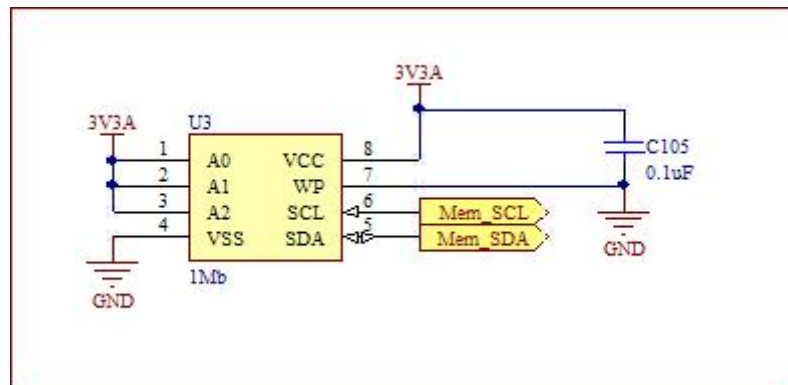 3V3A
3V3A
U3
1 A0 VCC 8
2 A1 WP 7
3 A2 SCL 6 Mem_SCL
4 VSS SDA 5 Mem_SDA
C105
0.1uF
1Mb
GND
GND